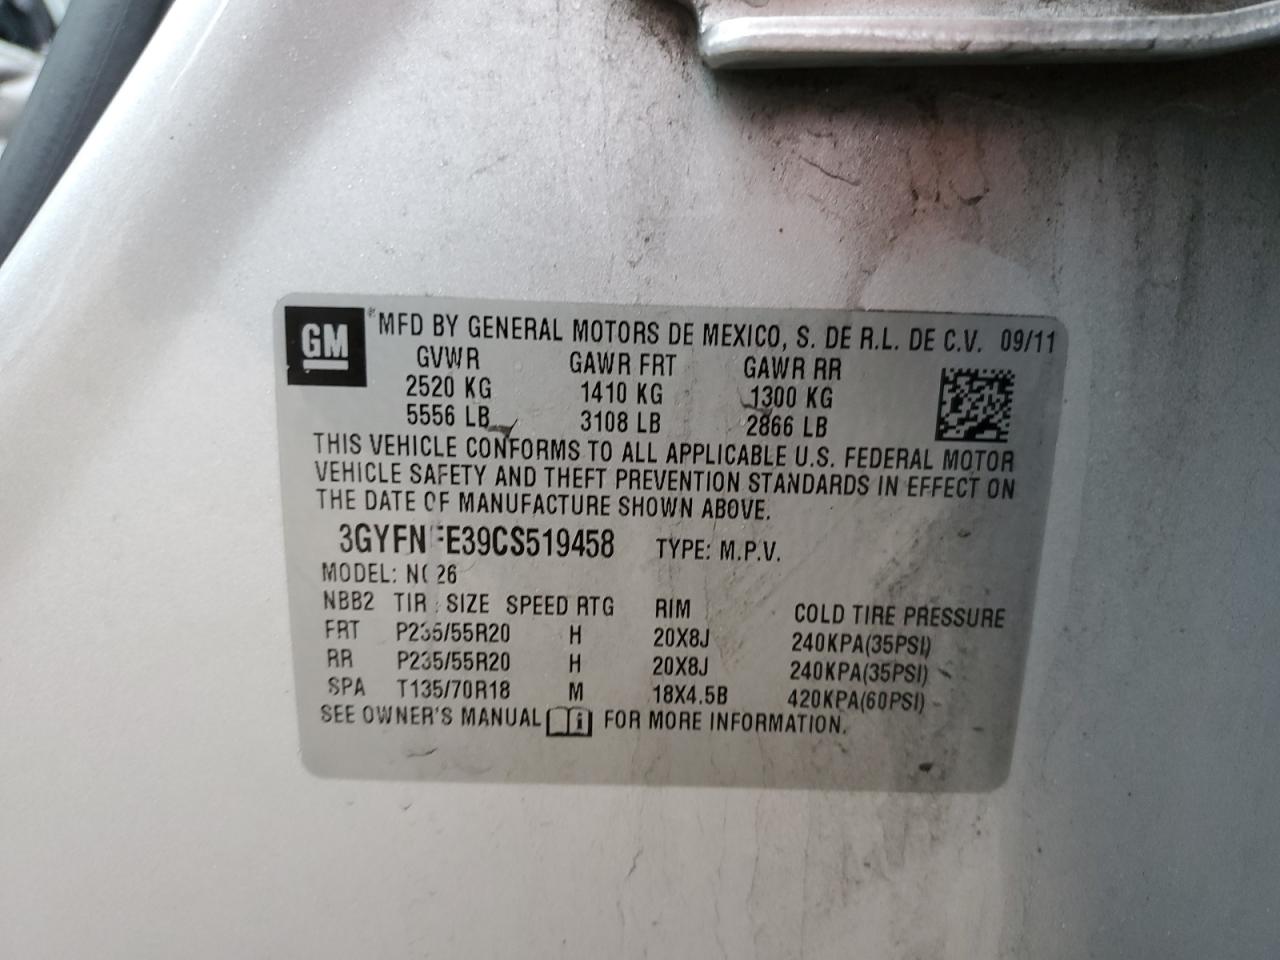 GM
® MFD BY GENERAL MOTORS DE MEXICO, S. DE R.L. DE C.V. 09/11
GVWR GAWR FRT GAWR RR
2520 KG 1410 KG 1300 KG
5556 LB 3108 LB 2866 LB
THIS VEHICLE CONFORMS TO ALL APPLICABLE U.S. FEDERAL MOTOR
VEHICLE SAFETY AND THEFT PREVENTION STANDARDS IN EFFECT ON
THE DATE OF MANUFACTURE SHOWN ABOVE.
TYPE: M.P.V.
MODEL:
NBB2 SIZE SPEED RTG RIM COLD TIRE PRESSURE
FRT P235/55R20 H 20X8J 240KPA(35PSI)
RR P235/55R20 H 20X8J 240KPA(35PSI)
SPA T135/70R18 M 18X4.5B 420KPA(60PSI)
SEE OWNER'S MANUAL FOR MORE INFORMATION.